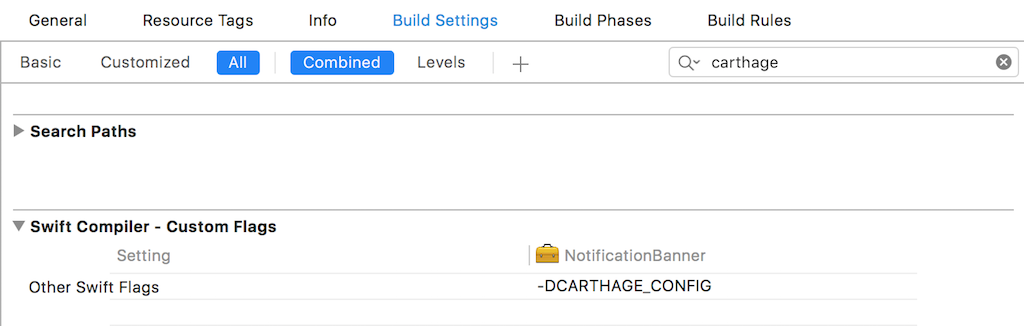 General Resource Tags Info Build Settings Build Phases Build Rules
Basic Customized All Combined Levels carthage
Search Paths
Swift Compiler - Custom Flags
Setting NotificationBanner
Other Swift Flags -DCARTHAGE_CONFIG